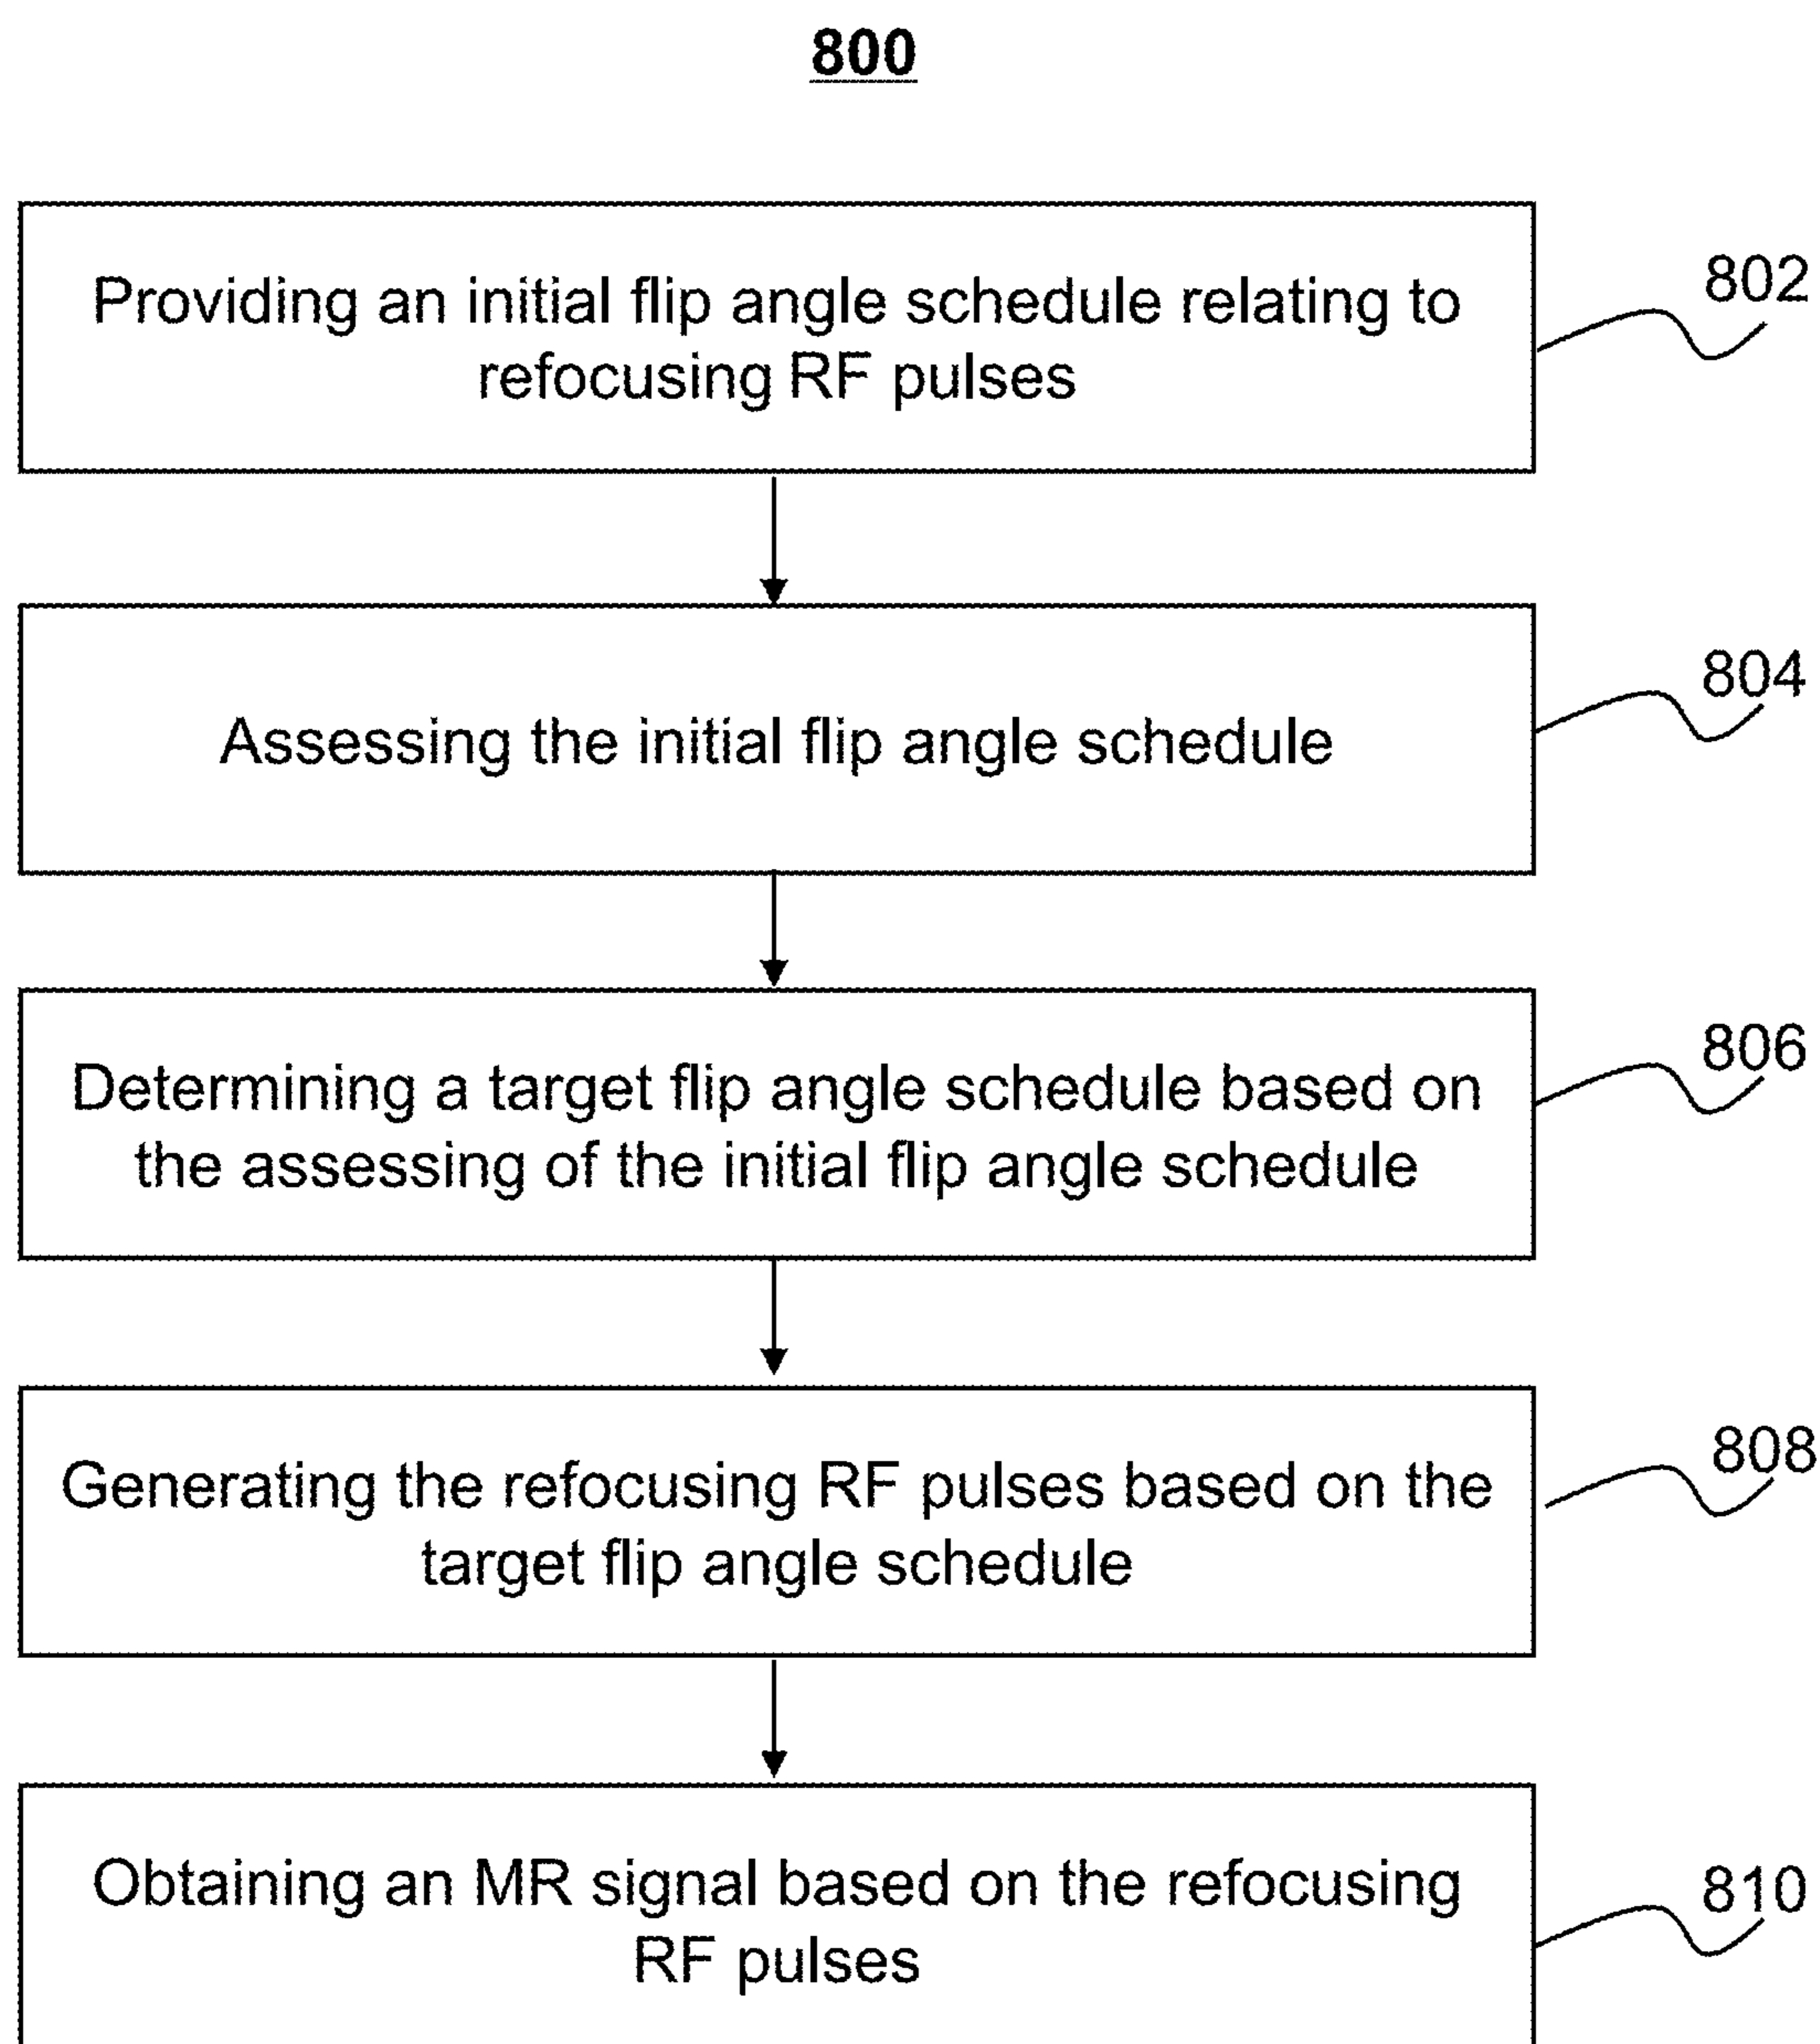 800
Providing an initial flip angle schedule relating to
refocusing RF pulses
802
Assessing the initial flip angle schedule
804
Determining a target flip angle schedule based on
the assessing of the initial flip angle schedule
806
Generating the refocusing RF pulses based on the
target flip angle schedule
808
Obtaining an MR signal based on the refocusing
RF pulses
810